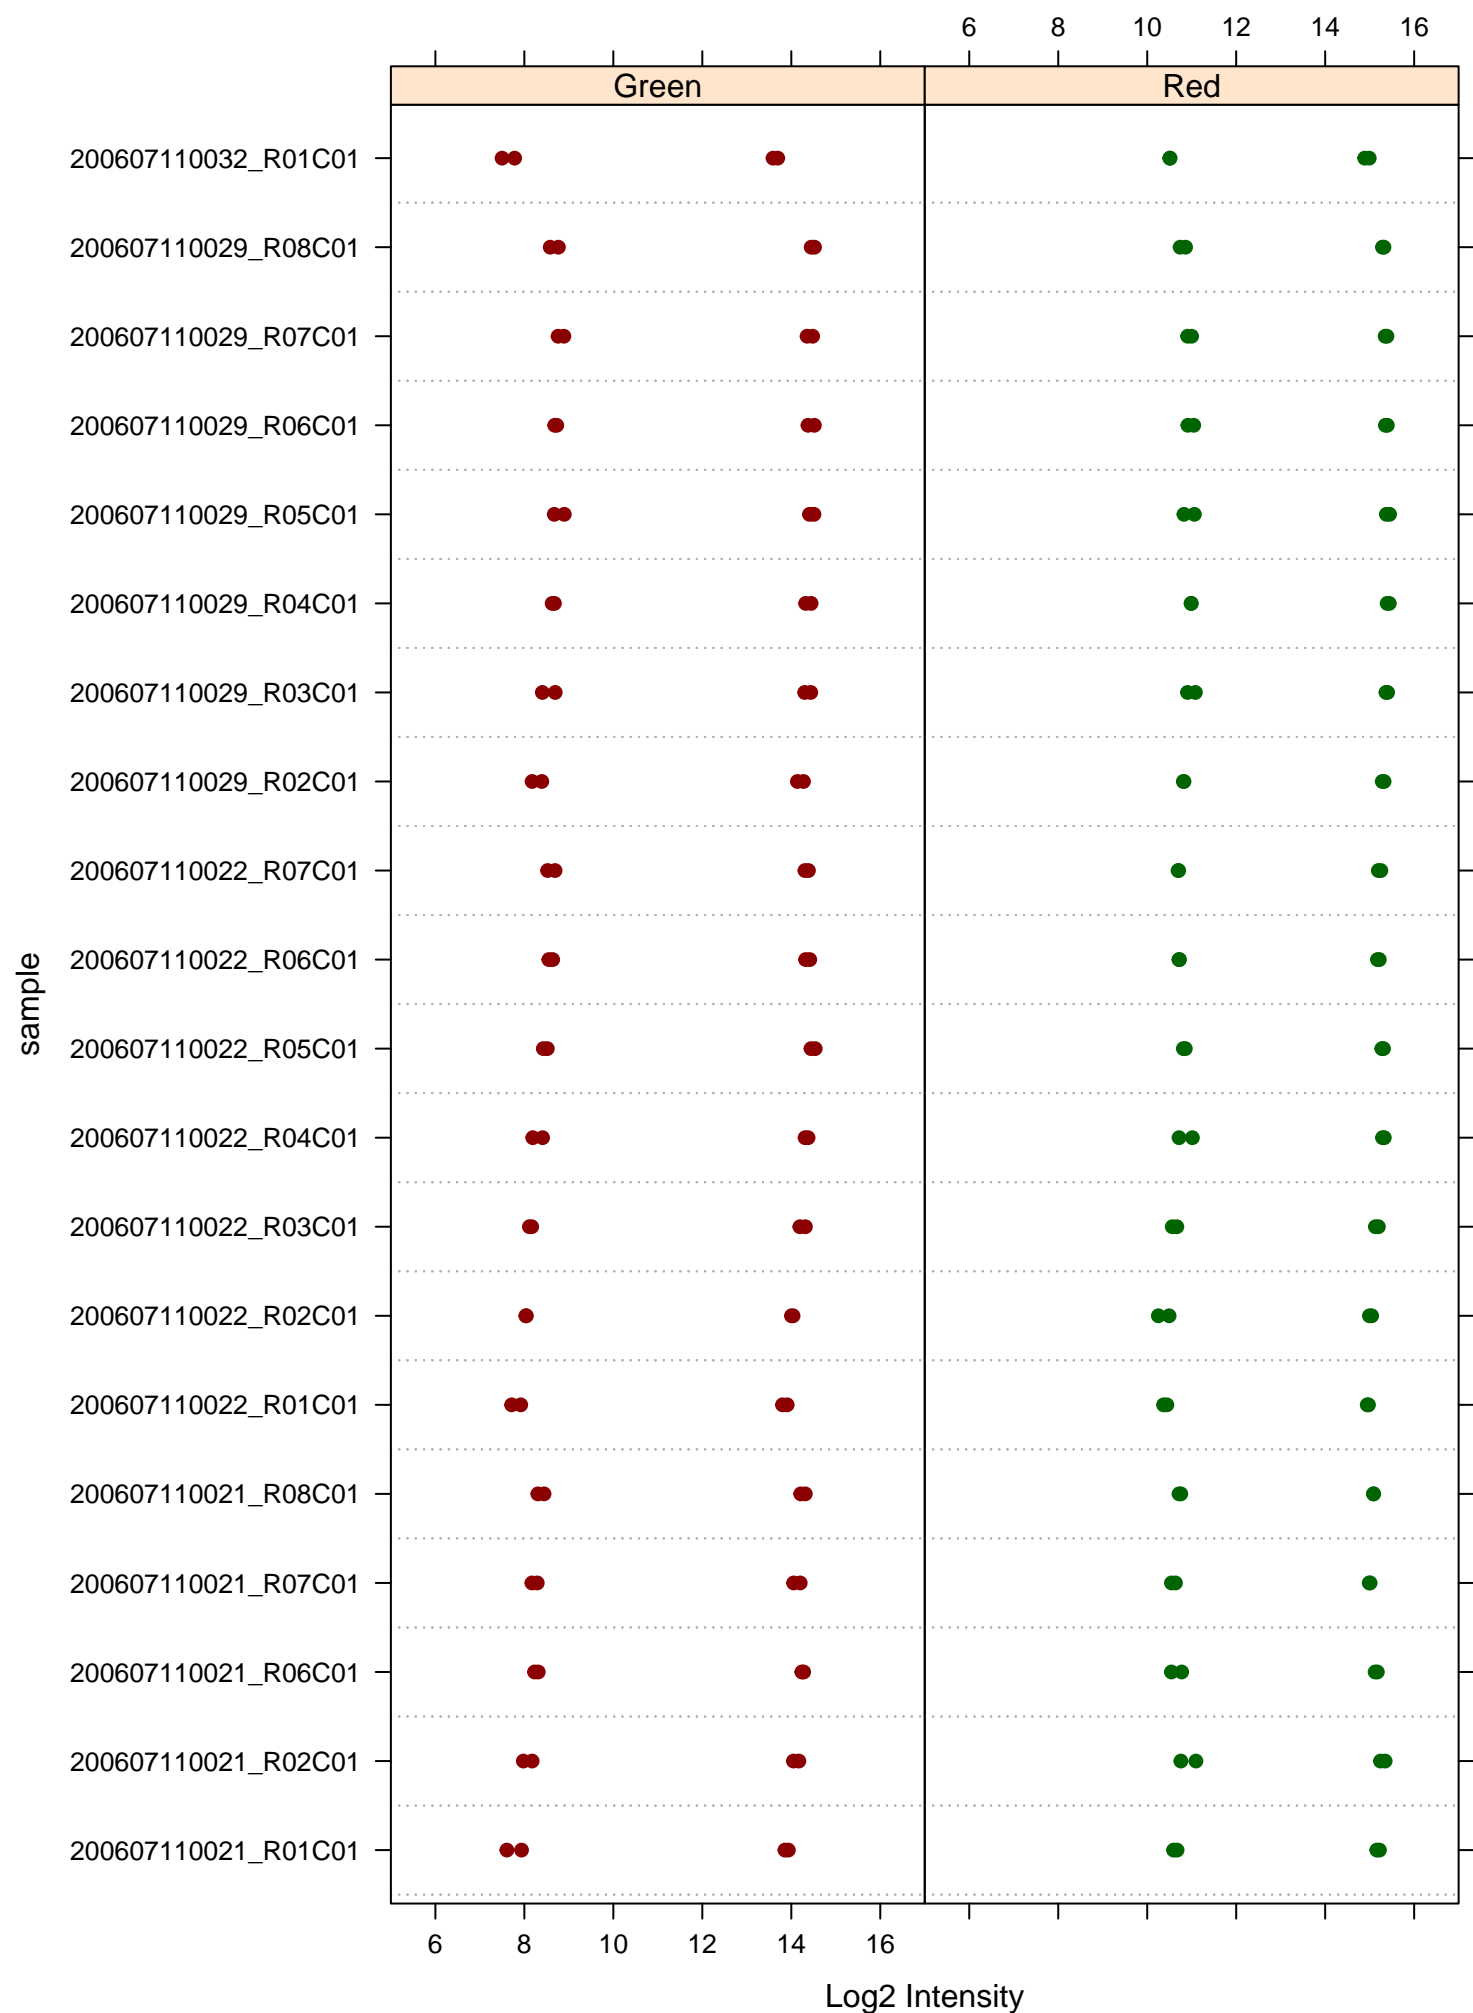 6 8 10 12 14 16
Green Red
200607110032_R01C01
200607110029_R08C01
200607110029_R07C01
200607110029_R06C01
200607110029_R05C01
200607110029_R04C01
200607110029_R03C01
200607110029_R02C01
200607110022_R07C01
200607110022_R06C01
200607110022_R05C01
200607110022_R04C01
200607110022_R03C01
200607110022_R02C01
200607110022_R01C01
200607110021_R08C01
200607110021_R07C01
200607110021_R06C01
200607110021_R02C01
200607110021_R01C01
sample
6 8 10 12 14 16
Log2 Intensity